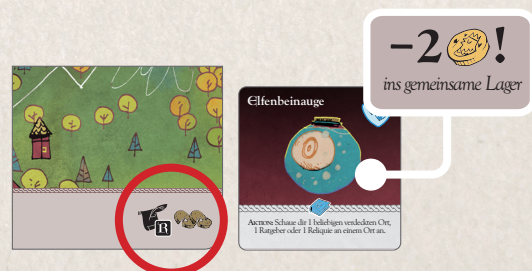 −2!
ins gemeinsame Lager
Elfenbeinauge
R
AKTION: Schaue dir 1 beliebigen verdeckten Ort,
1 Ratgeber oder 1 Reliquie an einem Ort an.